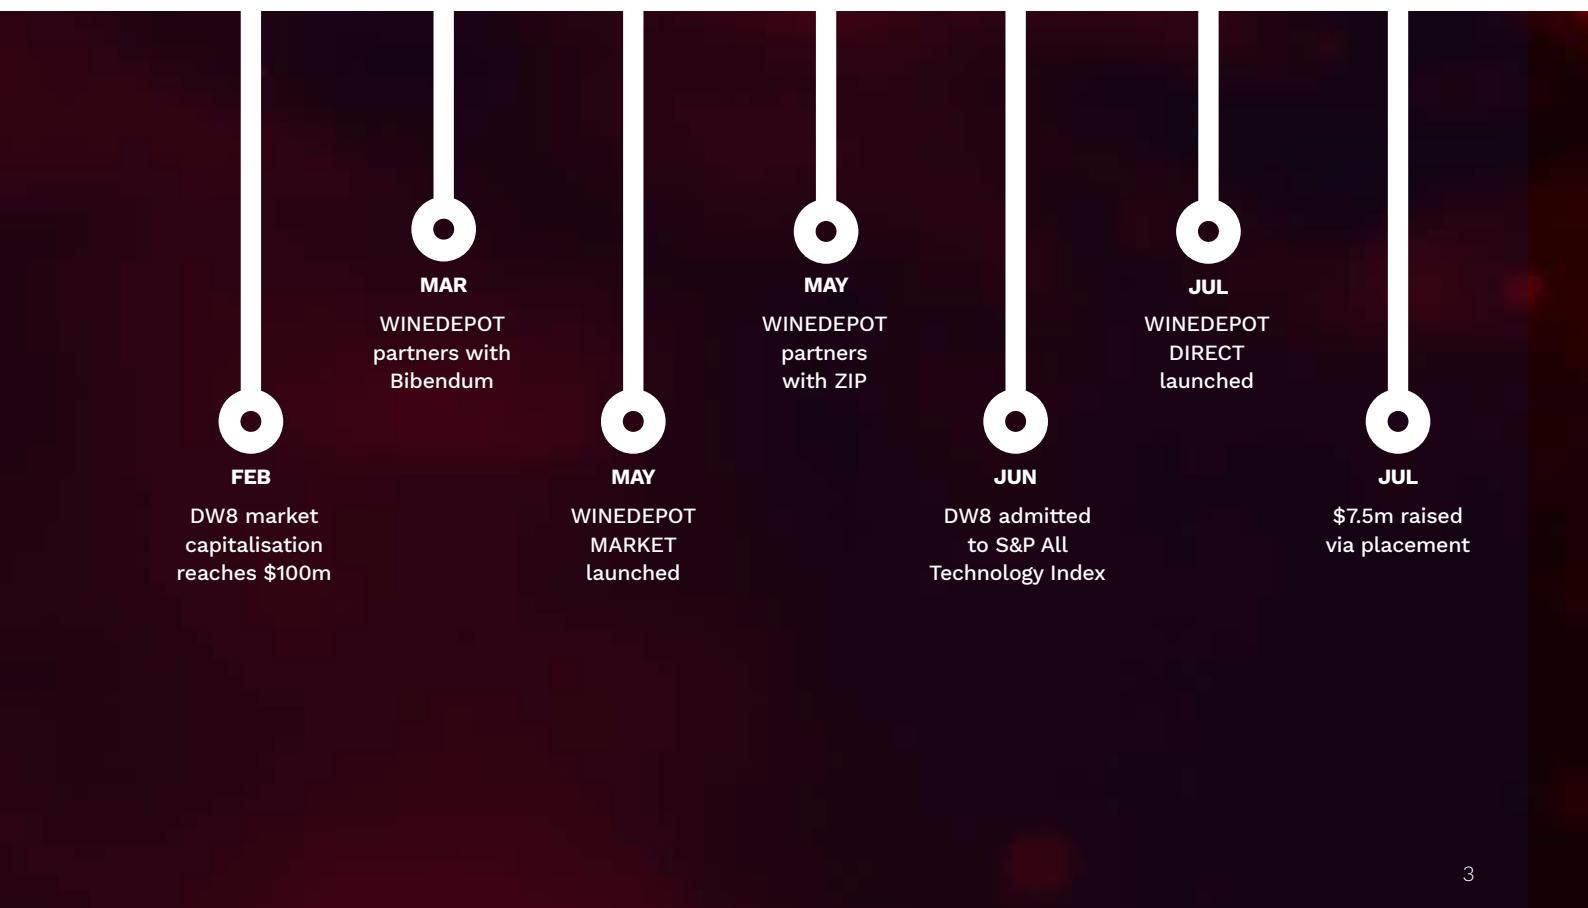 FEB
DW8 market
capitalisation
reaches $100m
MAR
WINEDEPOT
partners with
Bibendum
MAY
WINEDEPOT
MARKET
launched
MAY
WINEDEPOT
partners
with ZIP
JUN
DW8 admitted
to S&P All
Technology Index
JUL
WINEDEPOT
DIRECT
launched
JUL
$7.5m raised
via placement
3